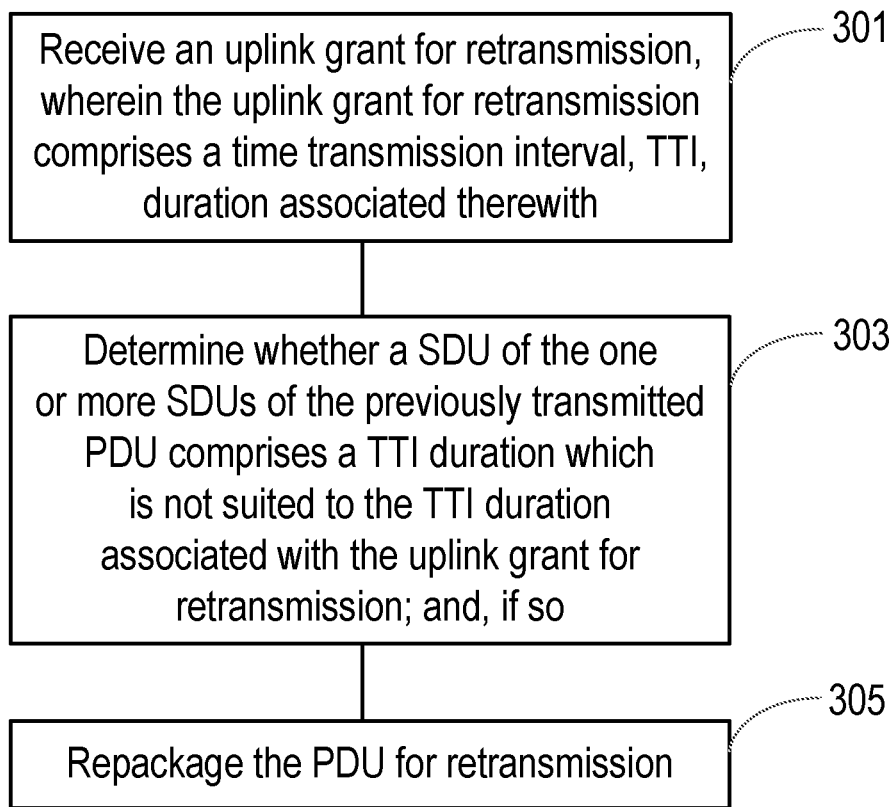 301
Receive an uplink grant for retransmission,
wherein the uplink grant for retransmission
comprises a time transmission interval, TTI,
duration associated therewith
303
Determine whether a SDU of the one
or more SDUs of the previously transmitted
PDU comprises a TTI duration which
is not suited to the TTI duration
associated with the uplink grant for
retransmission; and, if so
305
Repackage the PDU for retransmission